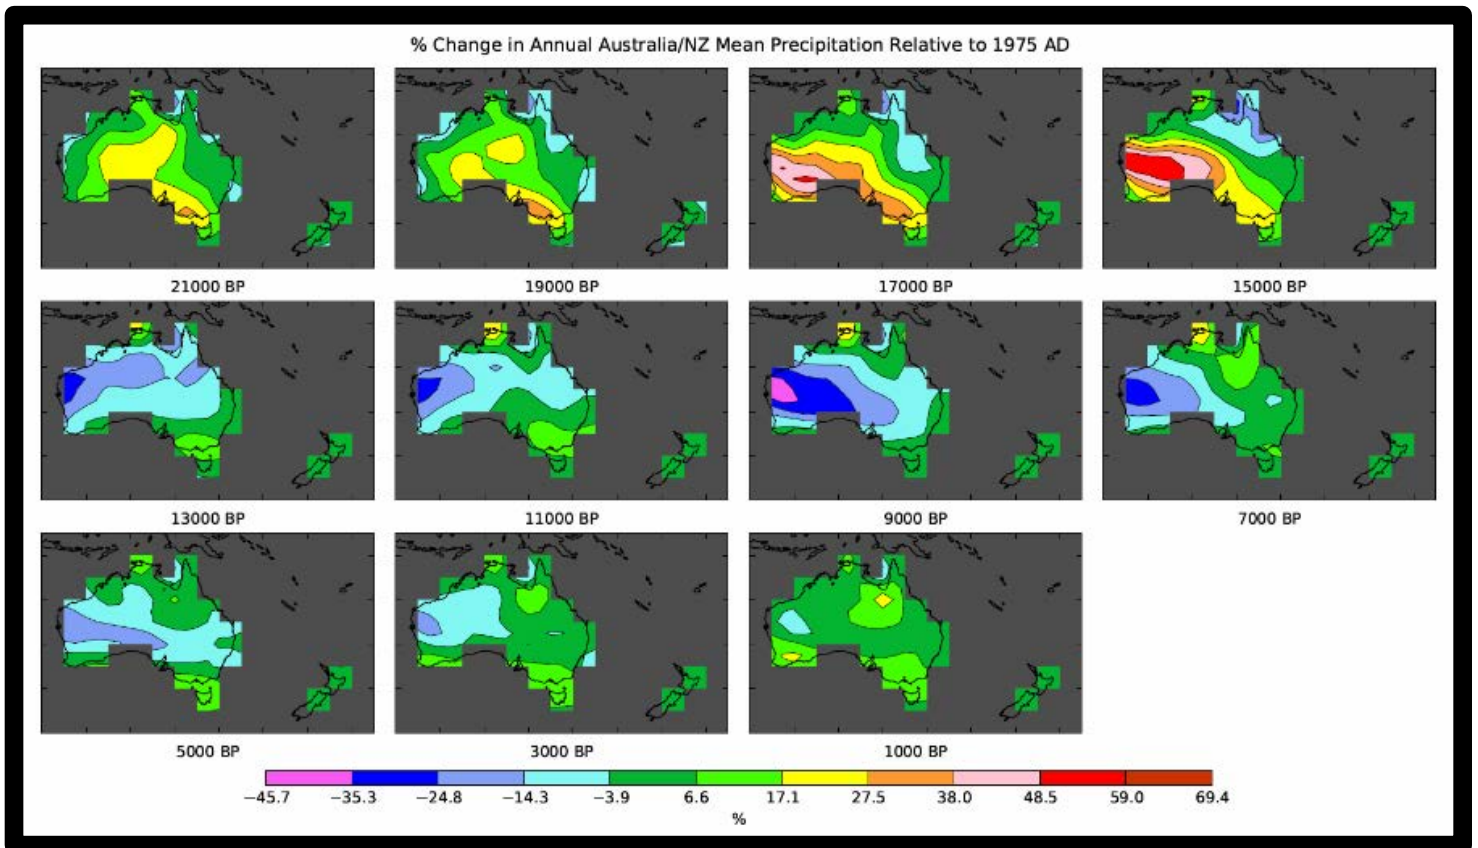 % Change in Annual Australia/NZ Mean Precipitation Relative to 1975 AD
21000 BP
19000 BP
17000 BP
15000 BP
13000 BP
11000 BP
9000 BP
7000 BP
5000 BP
3000 BP
1000 BP
−45.7 −35.3 −24.8 −14.3 −3.9 6.6 17.1 27.5 38.0 48.5 59.0 69.4
%